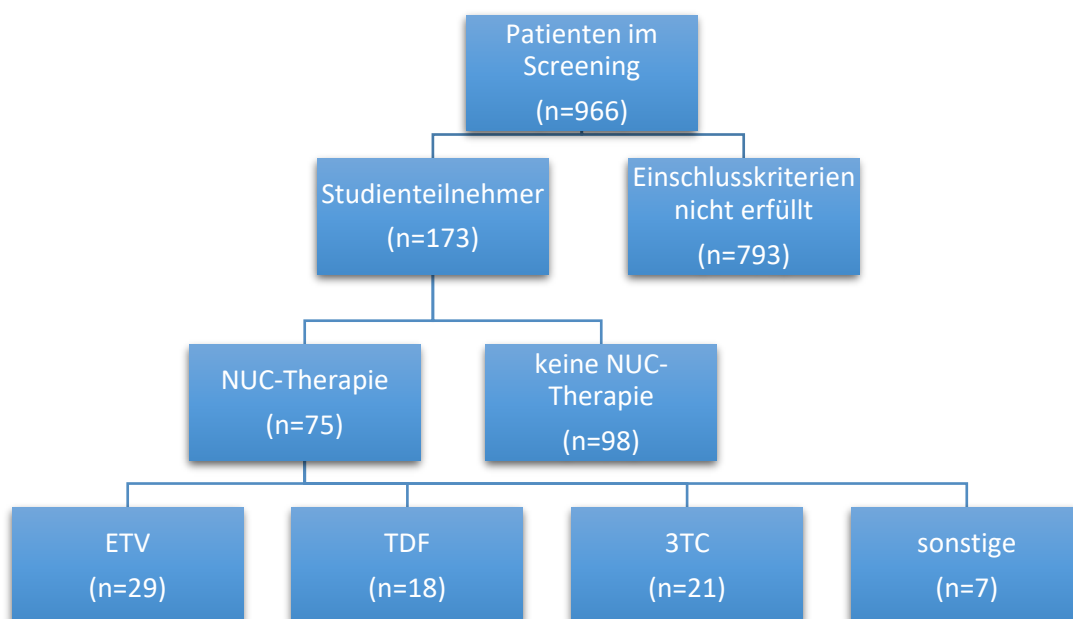 Patienten im
Screening
(n=966)
Studienteilnehmer
(n=173)
Einschlusskriterien
nicht erfüllt
(n=793)
NUC-Therapie
(n=75)
keine NUC-
Therapie
(n=98)
ETV
(n=29)
TDF
(n=18)
3TC
(n=21)
sonstige
(n=7)